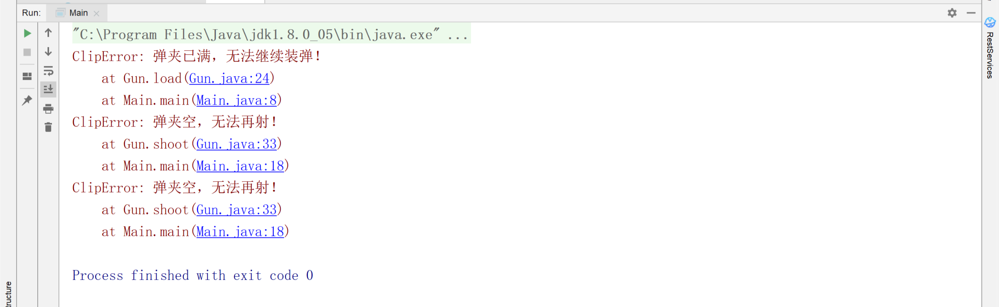 Run: Main
"C:\Program Files\Java\jdk1.8.0_05\bin\java.exe" ...
ClipError: 弹夹已满，无法继续装弹！
at Gun.load(Gun.java:24)
at Main.main(Main.java:8)
ClipError: 弹夹空，无法再射！
at Gun.shoot(Gun.java:33)
at Main.main(Main.java:18)
ClipError: 弹夹空，无法再射！
at Gun.shoot(Gun.java:33)
at Main.main(Main.java:18)
Process finished with exit code 0
RestServices
tructure